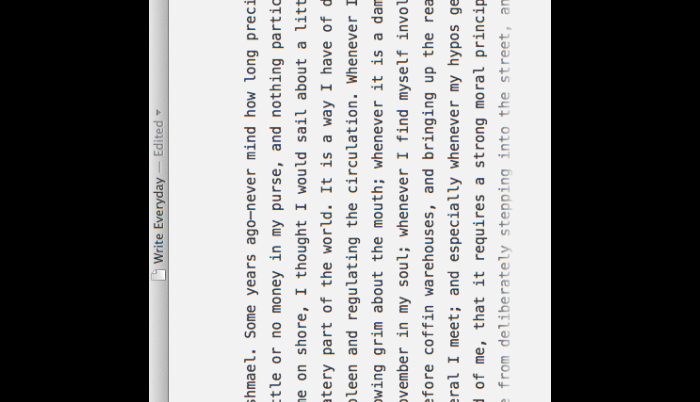 Write Everyday — Edited
shmael. Some years ago—never mind how long preci
ttle or no money in my purse, and nothing partic
me on shore, I thought I would sail about a litt
atery part of the world. It is a way I have of d
pleen and regulating the circulation. Whenever I
owing grim about the mouth; whenever it is a dam
ovember in my soul; whenever I find myself invol
efore coffin warehouses, and bringing up the rea
eral I meet; and especially whenever my hypos ge
d of me, that it requires a strong moral princip
e from deliberately stepping into the street, an